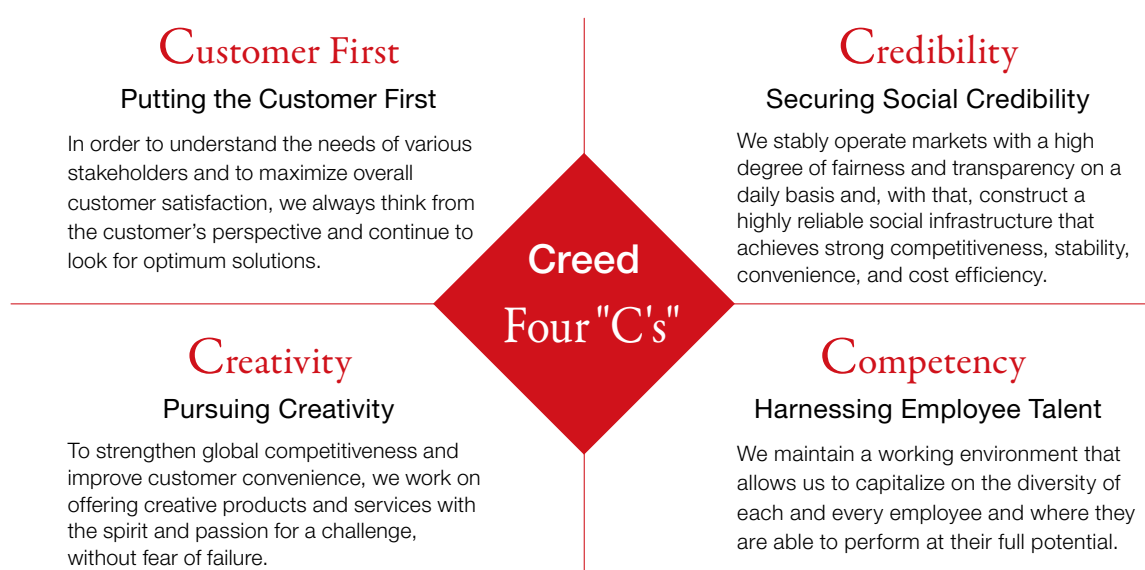 Customer First
Putting the Customer First
In order to understand the needs of various
stakeholders and to maximize overall
customer satisfaction, we always think from
the customer's perspective and continue to
look for optimum solutions.
Credibility
Securing Social Credibility
We stably operate markets with a high
degree of fairness and transparency on a
daily basis and, with that, construct a
highly reliable social infrastructure that
achieves strong competitiveness, stability,
convenience, and cost efficiency.
Creed
Four "C's"
Creativity
Pursuing Creativity
To strengthen global competitiveness and
improve customer convenience, we work on
offering creative products and services with
the spirit and passion for a challenge,
without fear of failure.
Competency
Harnessing Employee Talent
We maintain a working environment that
allows us to capitalize on the diversity of
each and every employee and where they
are able to perform at their full potential.